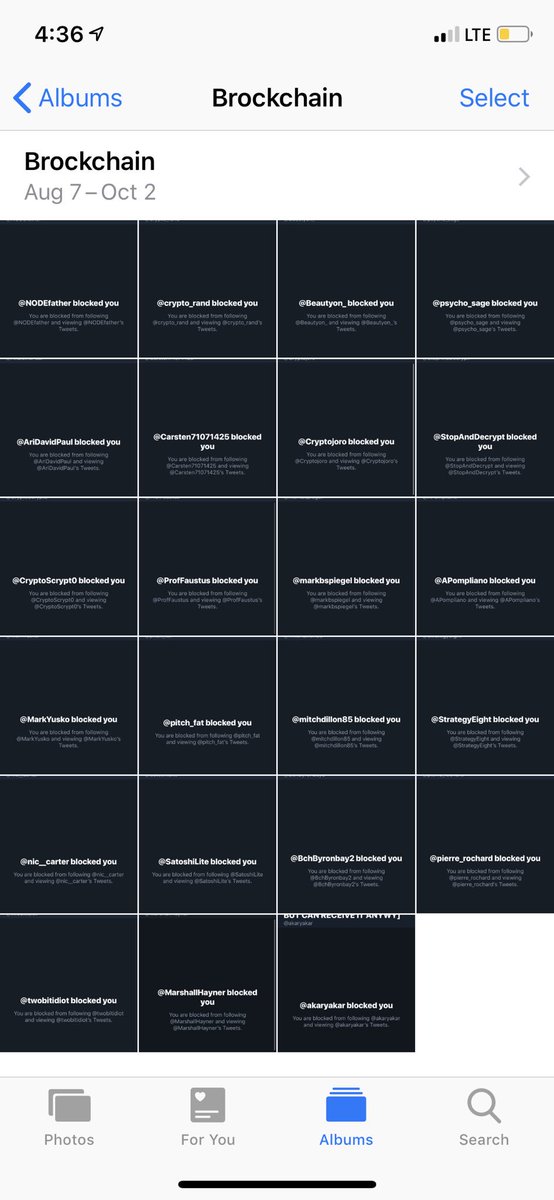 4:36
LTE
Albums
Brockchain
Select
Brockchain
Aug 7 – Oct 2
@NODEfather blocked you
You are blocked from following
@NODEfather and viewing @NODEfather's
Tweets.
@crypto_rand blocked you
You are blocked from following
@crypto_rand and viewing @crypto_rand's
Tweets.
@Beautyon_ blocked you
You are blocked from following
@Beautyon_ and viewing @Beautyon_'s
Tweets.
@psycho_sage blocked you
You are blocked from following
@psycho_sage and viewing
@psycho_sage's Tweets.
@AriDavidPaul blocked you
You are blocked from following
@AriDavidPaul and viewing
@AriDavidPaul's Tweets.
@Carsten71071425 blocked
you
You are blocked from following
@Carsten71071425 and viewing
@Carsten71071425's Tweets.
@Cryptojoro blocked you
You are blocked from following
@Cryptojoro and viewing @Cryptojoro's
Tweets.
@StopAndDecrypt blocked
you
You are blocked from following
@StopAndDecrypt and viewing
@StopAndDecrypt's Tweets.
@CryptoScrypt0 blocked you
You are blocked from following
@CryptoScrypt0 and viewing
@CryptoScrypt0's Tweets.
@ProfFaustus blocked you
You are blocked from following
@ProfFaustus and viewing @ProfFaustus's
Tweets.
@markbspiegel blocked you
You are blocked from following
@markbspiegel and viewing
@markbspiegel's Tweets.
@APompliano blocked you
You are blocked from following
@APompliano and viewing @APompliano's
Tweets.
@MarkYusko blocked you
You are blocked from following
@MarkYusko and viewing @MarkYusko's
Tweets.
@pitch_fat blocked you
You are blocked from following @pitch_fat
and viewing @pitch_fat's Tweets.
@mitchdillon85 blocked you
You are blocked from following
@mitchdillon85 and viewing
@mitchdillon85's Tweets.
@StrategyEight blocked you
You are blocked from following
@StrategyEight and viewing
@StrategyEight's Tweets.
@nic__carter blocked you
You are blocked from following @nic__carter
and viewing @nic__carter's Tweets.
@SatoshiLite blocked you
You are blocked from following @SatoshiLite
and viewing @SatoshiLite's Tweets.
@BchByronbay2 blocked you
You are blocked from following
@BchByronbay2 and viewing
@BchByronbay2's Tweets.
@pierre_rochard blocked you
You are blocked from following
@pierre_rochard and viewing
@pierre_rochard's Tweets.
@twobitidiot blocked you
You are blocked from following @twobitidiot
and viewing @twobitidiot's Tweets.
@MarshallHayner blocked
you
You are blocked from following
@MarshallHayner and viewing
@MarshallHayner's Tweets.
BUT CAN RECEIVE IT ANYWY]
@akaryakar
@akaryakar blocked you
You are blocked from following @akaryakar
and viewing @akaryakar's Tweets.
Photos
For You
Albums
Search